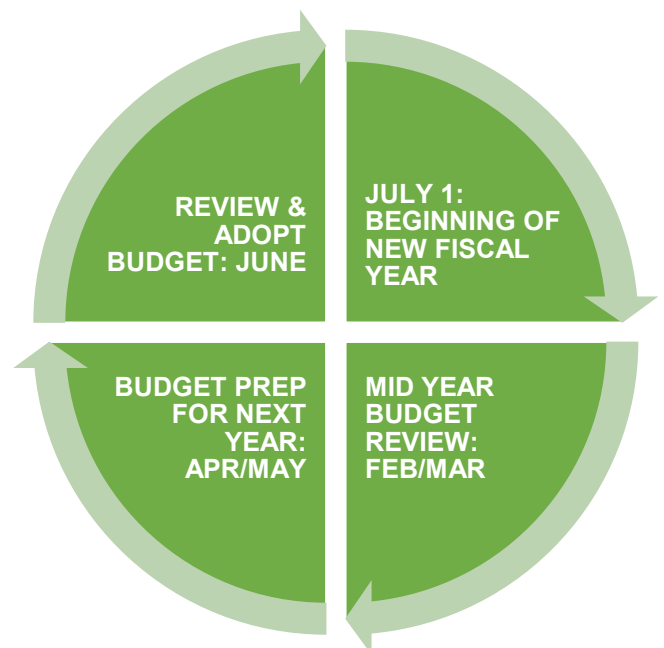 REVIEW &
ADOPT
BUDGET: JUNE
JULY 1:
BEGINNING OF
NEW FISCAL
YEAR
BUDGET PREP
FOR NEXT
YEAR:
APR/MAY
MID YEAR
BUDGET
REVIEW:
FEB/MAR